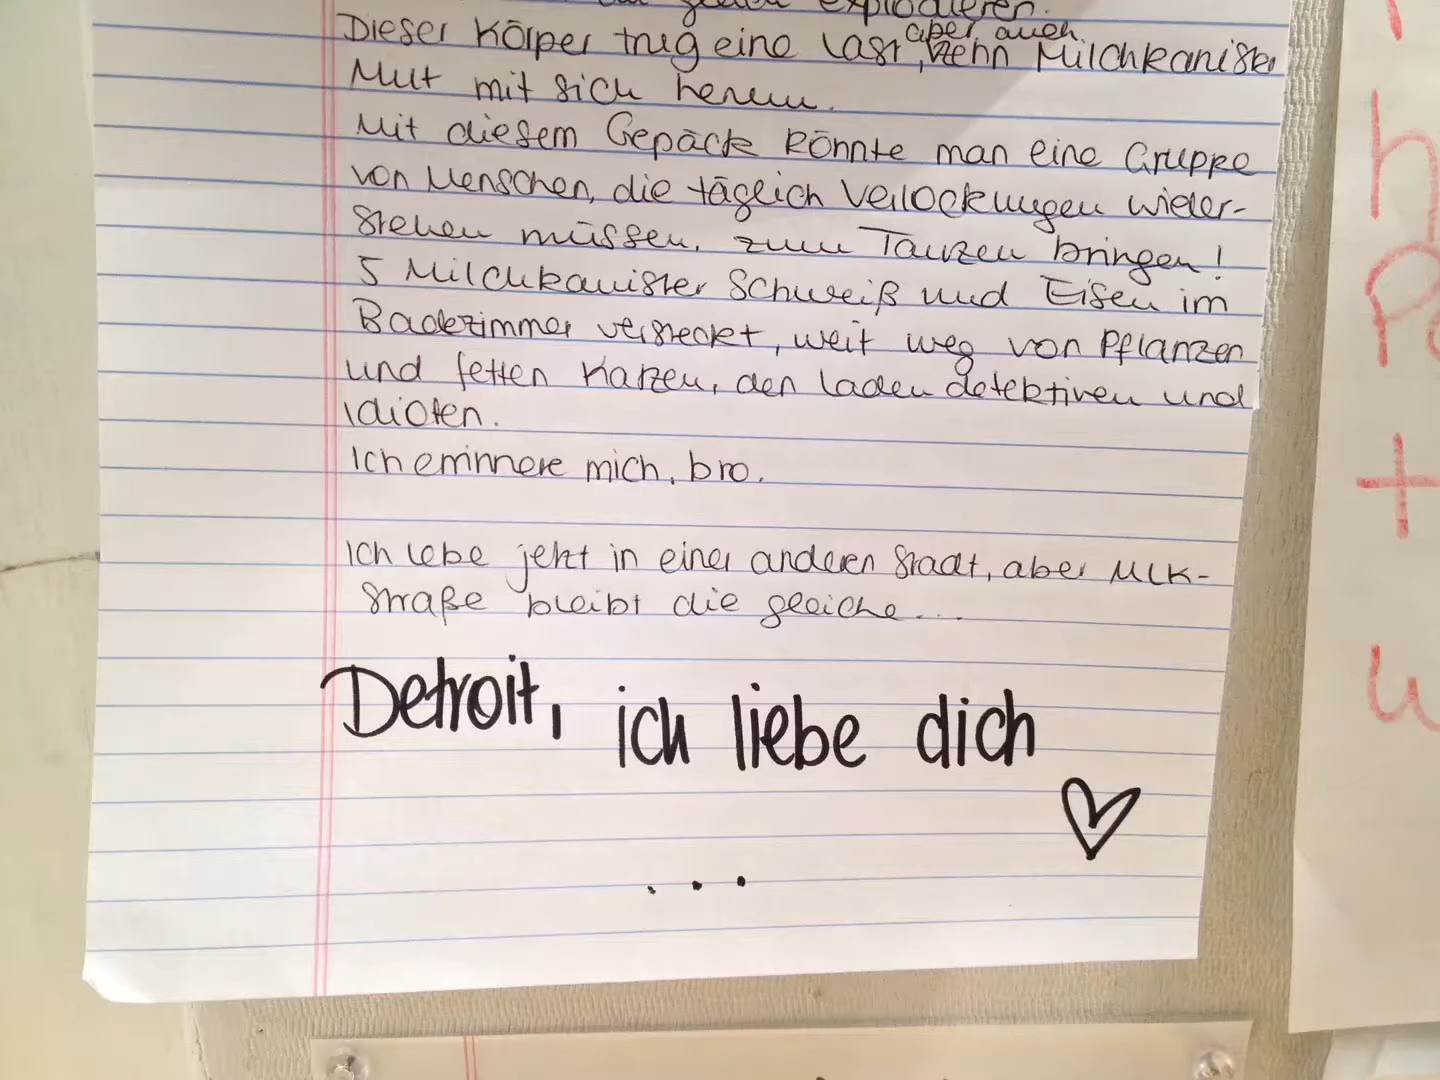 explodieren.
Dieser Körper trug eine Last, aber auch zehn Milchkanister
Mut mit sich herum.
Mit diesem Gepäck könnte man eine Gruppe
von Menschen, die täglich Verlockungen wider-
stehen müssen, zum Tanzen bringen!
5 Milchkanister Schweiß und Eisen im
Badezimmer versteckt, weit weg von Pflanzen
und fetten Katzen, den Ladendetektiven und
Idioten.
Ich erinnere mich, bro.
Ich lebe jetzt in einer anderen Stadt, aber MLK-
Straße bleibt die gleiche...
Detroit, ich liebe dich
...
h
+